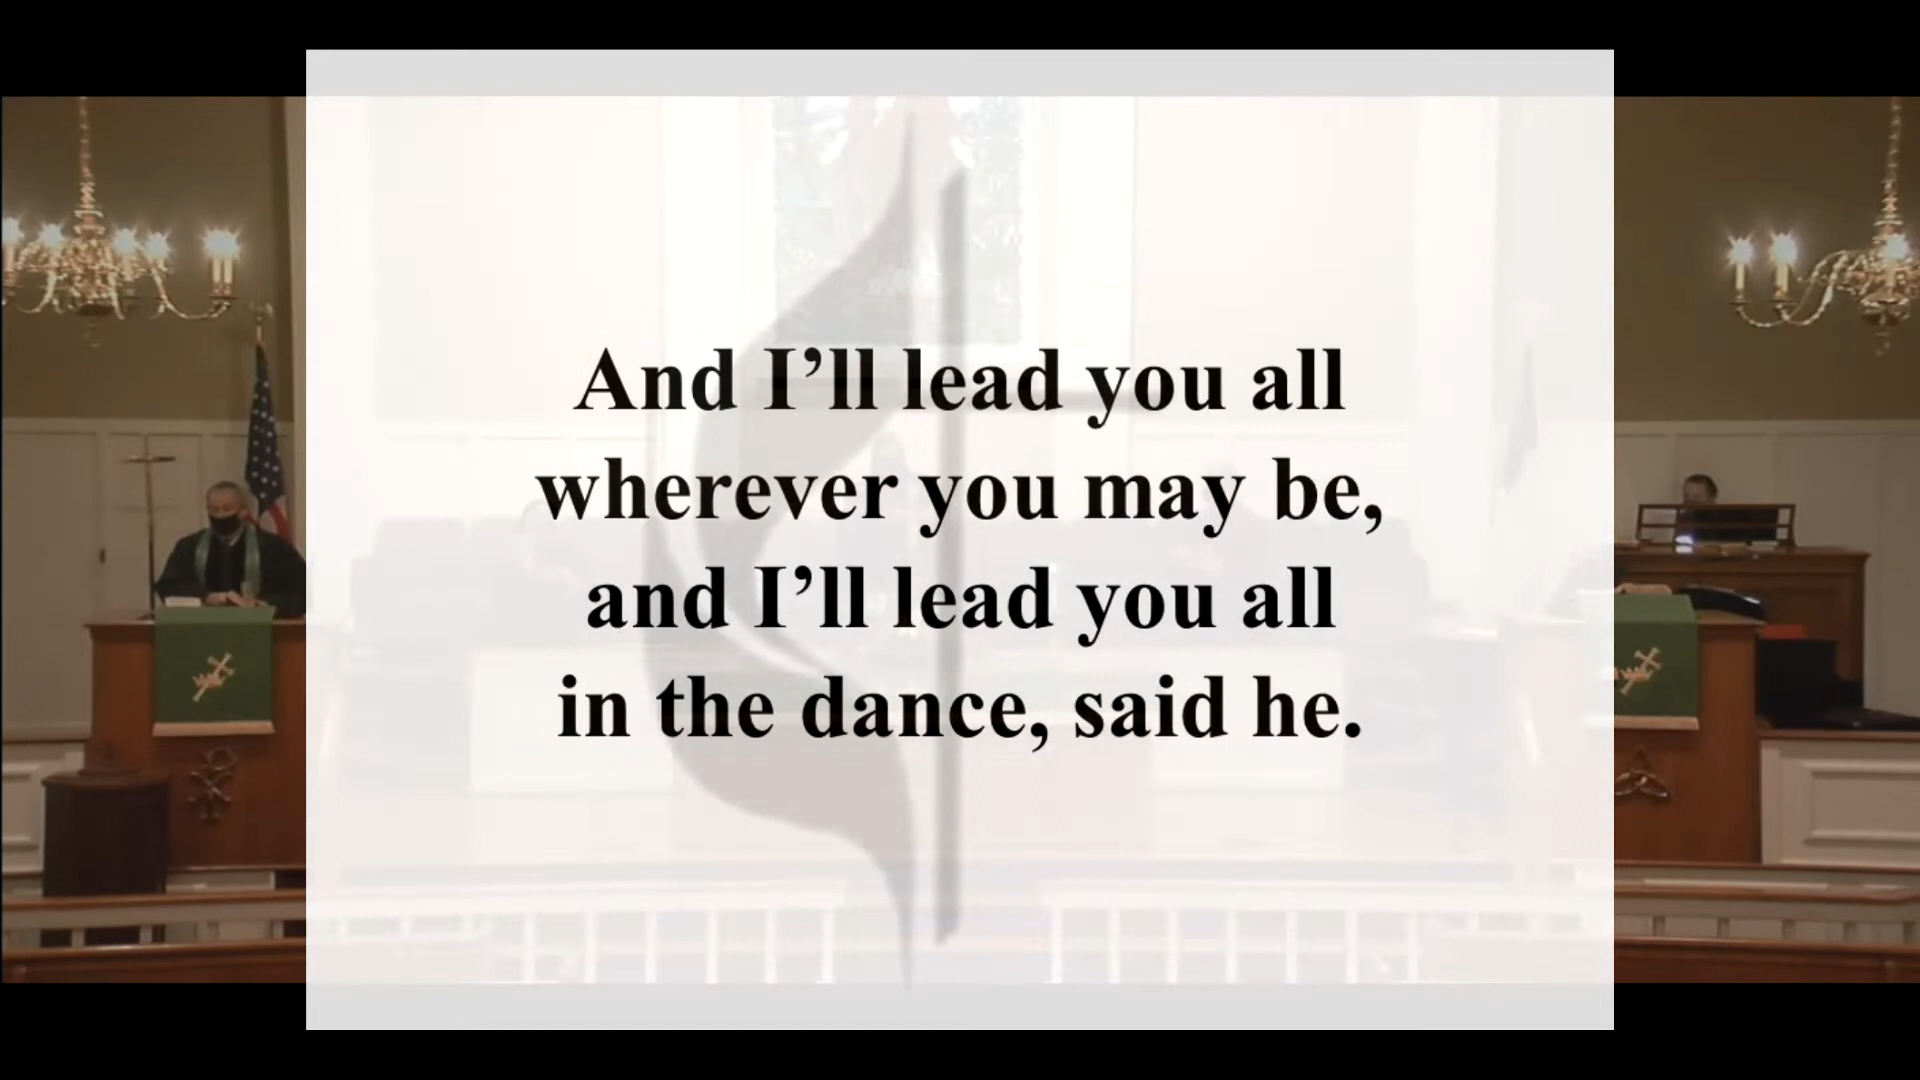 And I’ll lead you all
wherever you may be,
and I’ll lead you all
in the dance, said he.